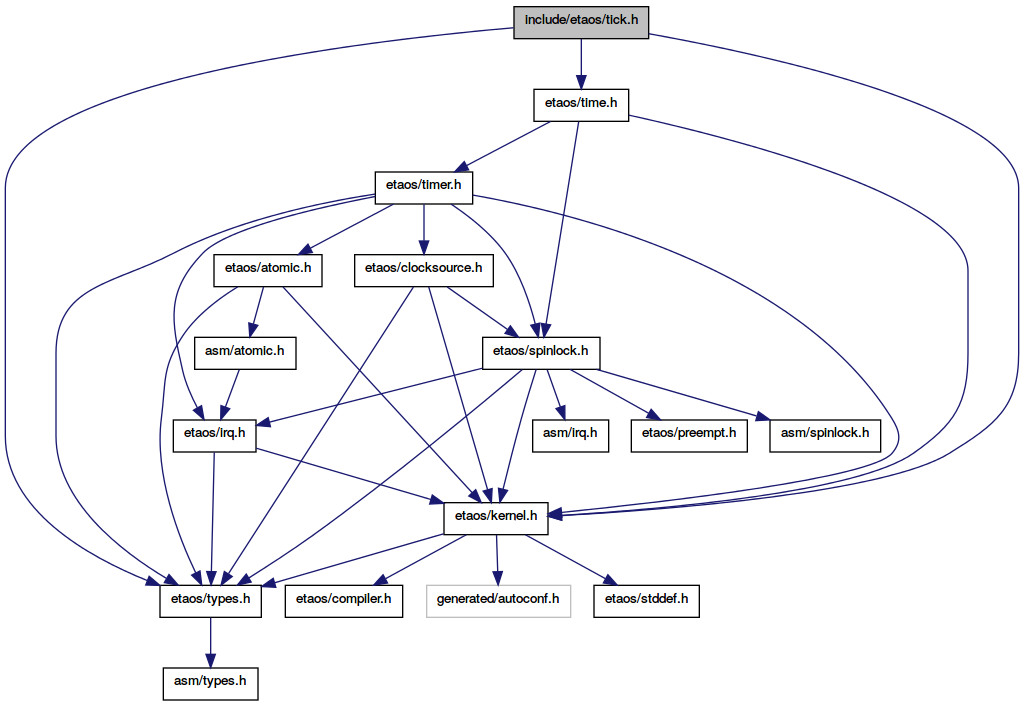 include/etaos/tick.h
etaos/time.h
etaos/timer.h
etaos/atomic.h
etaos/clocksource.h
asm/atomic.h
etaos/spinlock.h
etaos/irq.h
asm/irq.h
etaos/preempt.h
asm/spinlock.h
etaos/kernel.h
etaos/types.h
etaos/compiler.h
generated/autoconf.h
etaos/stddef.h
asm/types.h